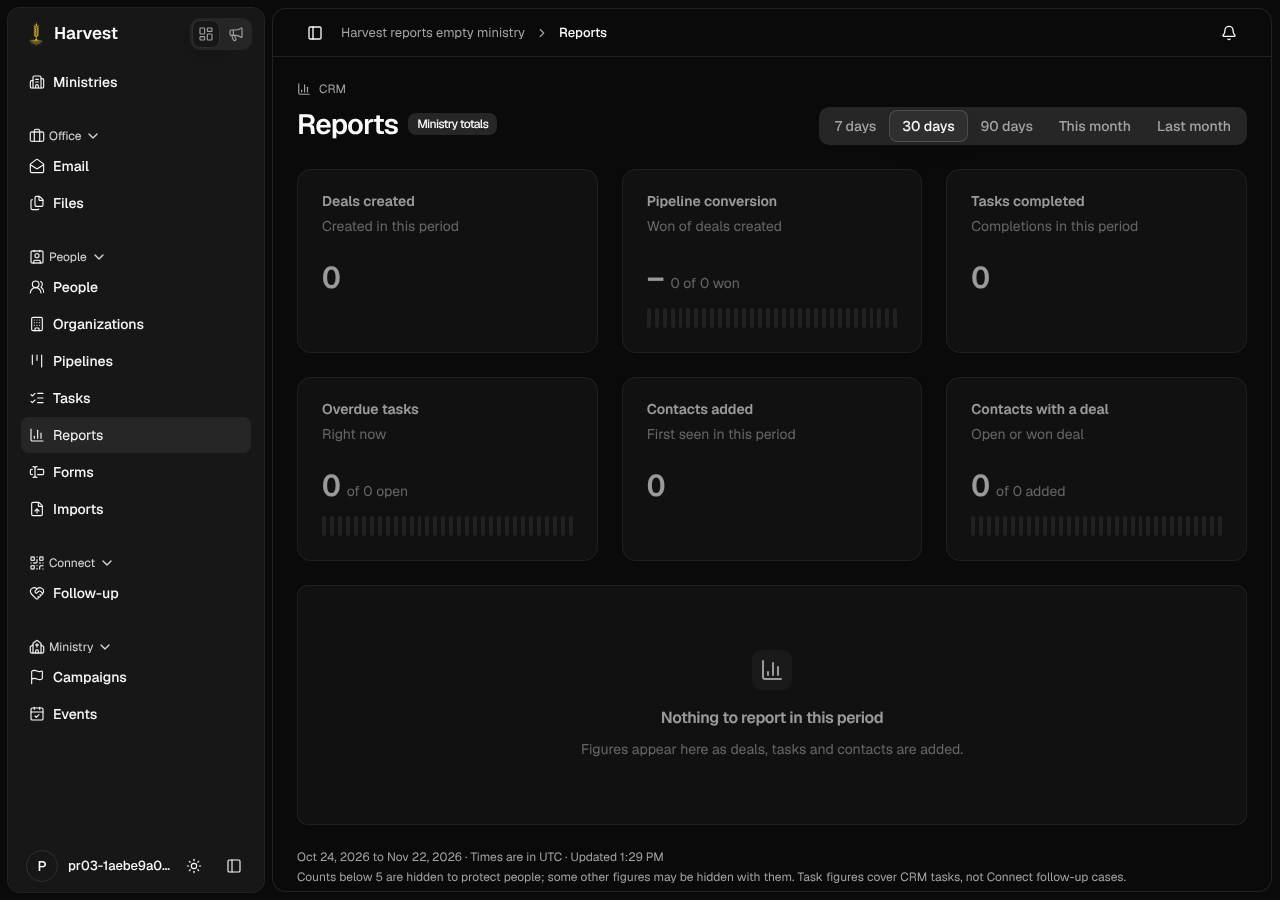 Harvest
Ministries
Office
Email
Files
People
People
Organizations
Pipelines
Tasks
Reports
Forms
Imports
Connect
Follow-up
Ministry
Campaigns
Events
P
pr03-1aebe9a0...
Harvest reports empty ministry
Reports
CRM
Reports
Ministry totals
7 days
30 days
90 days
This month
Last month
Deals created
Created in this period
0
Pipeline conversion
Won of deals created
– 0 of 0 won
Tasks completed
Completions in this period
0
Overdue tasks
Right now
0 of 0 open
Contacts added
First seen in this period
0
Contacts with a deal
Open or won deal
0 of 0 added
Nothing to report in this period
Figures appear here as deals, tasks and contacts are added.
Oct 24, 2026 to Nov 22, 2026 · Times are in UTC · Updated 1:29 PM
Counts below 5 are hidden to protect people; some other figures may be hidden with them. Task figures cover CRM tasks, not Connect follow-up cases.